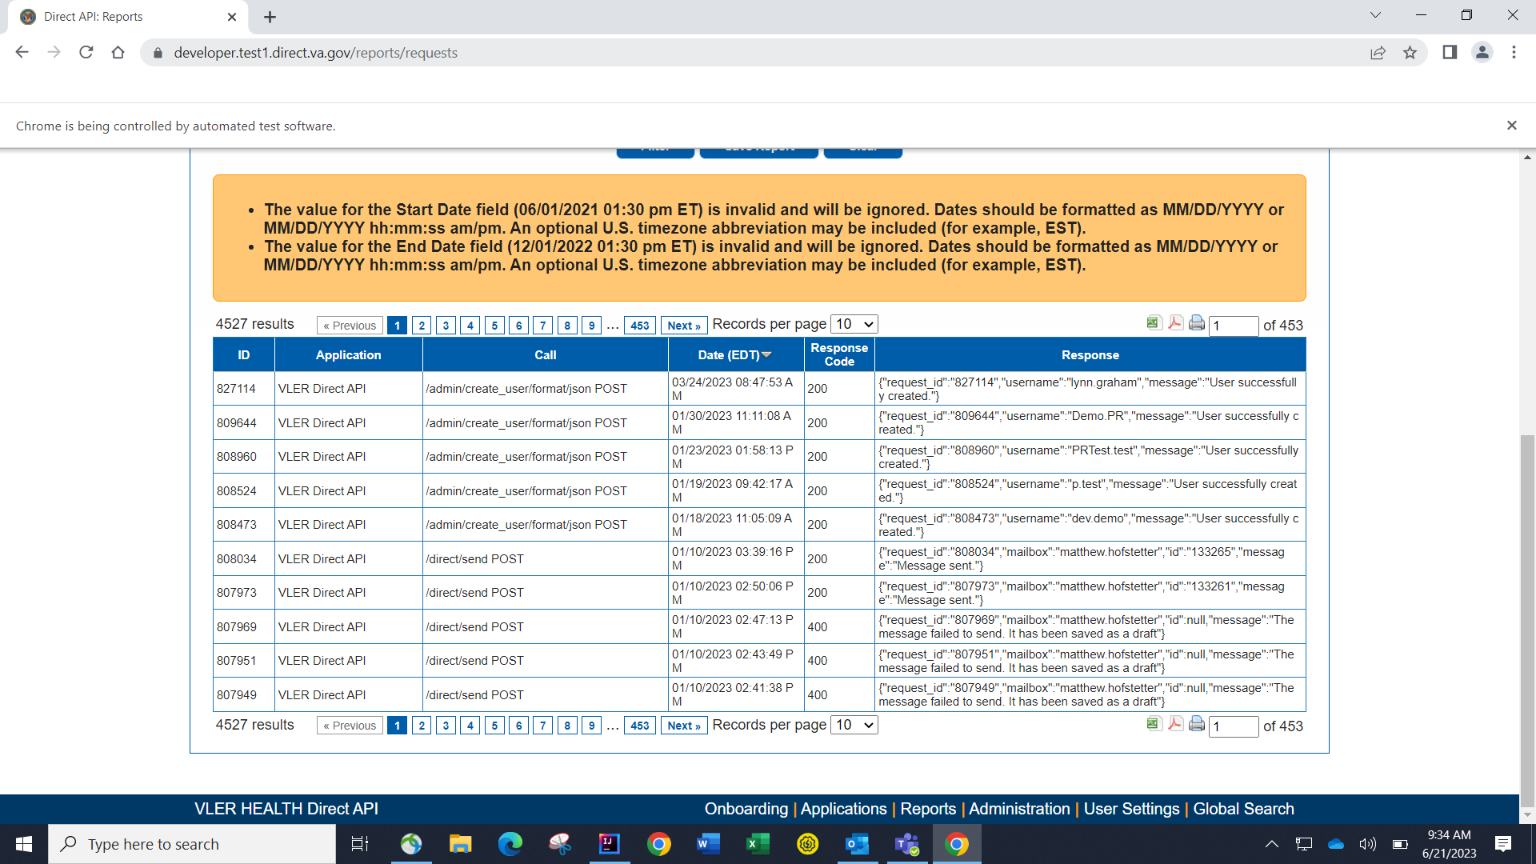 Direct API: Reports
developer.test1.direct.va.gov/reports/requests
Chrome is being controlled by automated test software.
• The value for the Start Date field (06/01/2021 01:30 pm ET) is invalid and will be ignored. Dates should be formatted as MM/DD/YYYY or
MM/DD/YYYY hh:mm:ss am/pm. An optional U.S. timezone abbreviation may be included (for example, EST).
• The value for the End Date field (12/01/2022 01:30 pm ET) is invalid and will be ignored. Dates should be formatted as MM/DD/YYYY or
MM/DD/YYYY hh:mm:ss am/pm. An optional U.S. timezone abbreviation may be included (for example, EST).
4527 results « Previous 1 2 3 4 5 6 7 8 9 ... 453 Next » Records per page 10 1 of 453
ID Application Call Date (EDT) Response Code Response
827114 VLER Direct API /admin/create_user/format/json POST 03/24/2023 08:47:53 A
M 200 {"request_id":"827114","username":"lynn.graham","message":"User successfull
y created."}
809644 VLER Direct API /admin/create_user/format/json POST 01/30/2023 11:11:08 A
M 200 {"request_id":"809644","username":"Demo.PR","message":"User successfully c
reated."}
808960 VLER Direct API /admin/create_user/format/json POST 01/23/2023 01:58:13 P
M 200 {"request_id":"808960","username":"PRTest.test","message":"User successfully
created."}
808524 VLER Direct API /admin/create_user/format/json POST 01/19/2023 09:42:17 A
M 200 {"request_id":"808524","username":"p.test","message":"User successfully creat
ed."}
808473 VLER Direct API /admin/create_user/format/json POST 01/18/2023 11:05:09 A
M 200 {"request_id":"808473","username":"dev.demo","message":"User successfully c
reated."}
808034 VLER Direct API /direct/send POST 01/10/2023 03:39:16 P
M 200 {"request_id":"808034","mailbox":"matthew.hofstetter","id":"133265","messag
e":"Message sent."}
807973 VLER Direct API /direct/send POST 01/10/2023 02:50:06 P
M 200 {"request_id":"807973","mailbox":"matthew.hofstetter","id":"133261","messag
e":"Message sent."}
807969 VLER Direct API /direct/send POST 01/10/2023 02:47:13 P
M 400 {"request_id":"807969","mailbox":"matthew.hofstetter","id":null,"message":"The
message failed to send. It has been saved as a draft"}
807951 VLER Direct API /direct/send POST 01/10/2023 02:43:49 P
M 400 {"request_id":"807951","mailbox":"matthew.hofstetter","id":null,"message":"The
message failed to send. It has been saved as a draft"}
807949 VLER Direct API /direct/send POST 01/10/2023 02:41:38 P
M 400 {"request_id":"807949","mailbox":"matthew.hofstetter","id":null,"message":"The
message failed to send. It has been saved as a draft"}
4527 results « Previous 1 2 3 4 5 6 7 8 9 ... 453 Next » Records per page 10 1 of 453
VLER HEALTH Direct API Onboarding | Applications | Reports | Administration | User Settings | Global Search
Type here to search
9:34 AM
6/21/2023